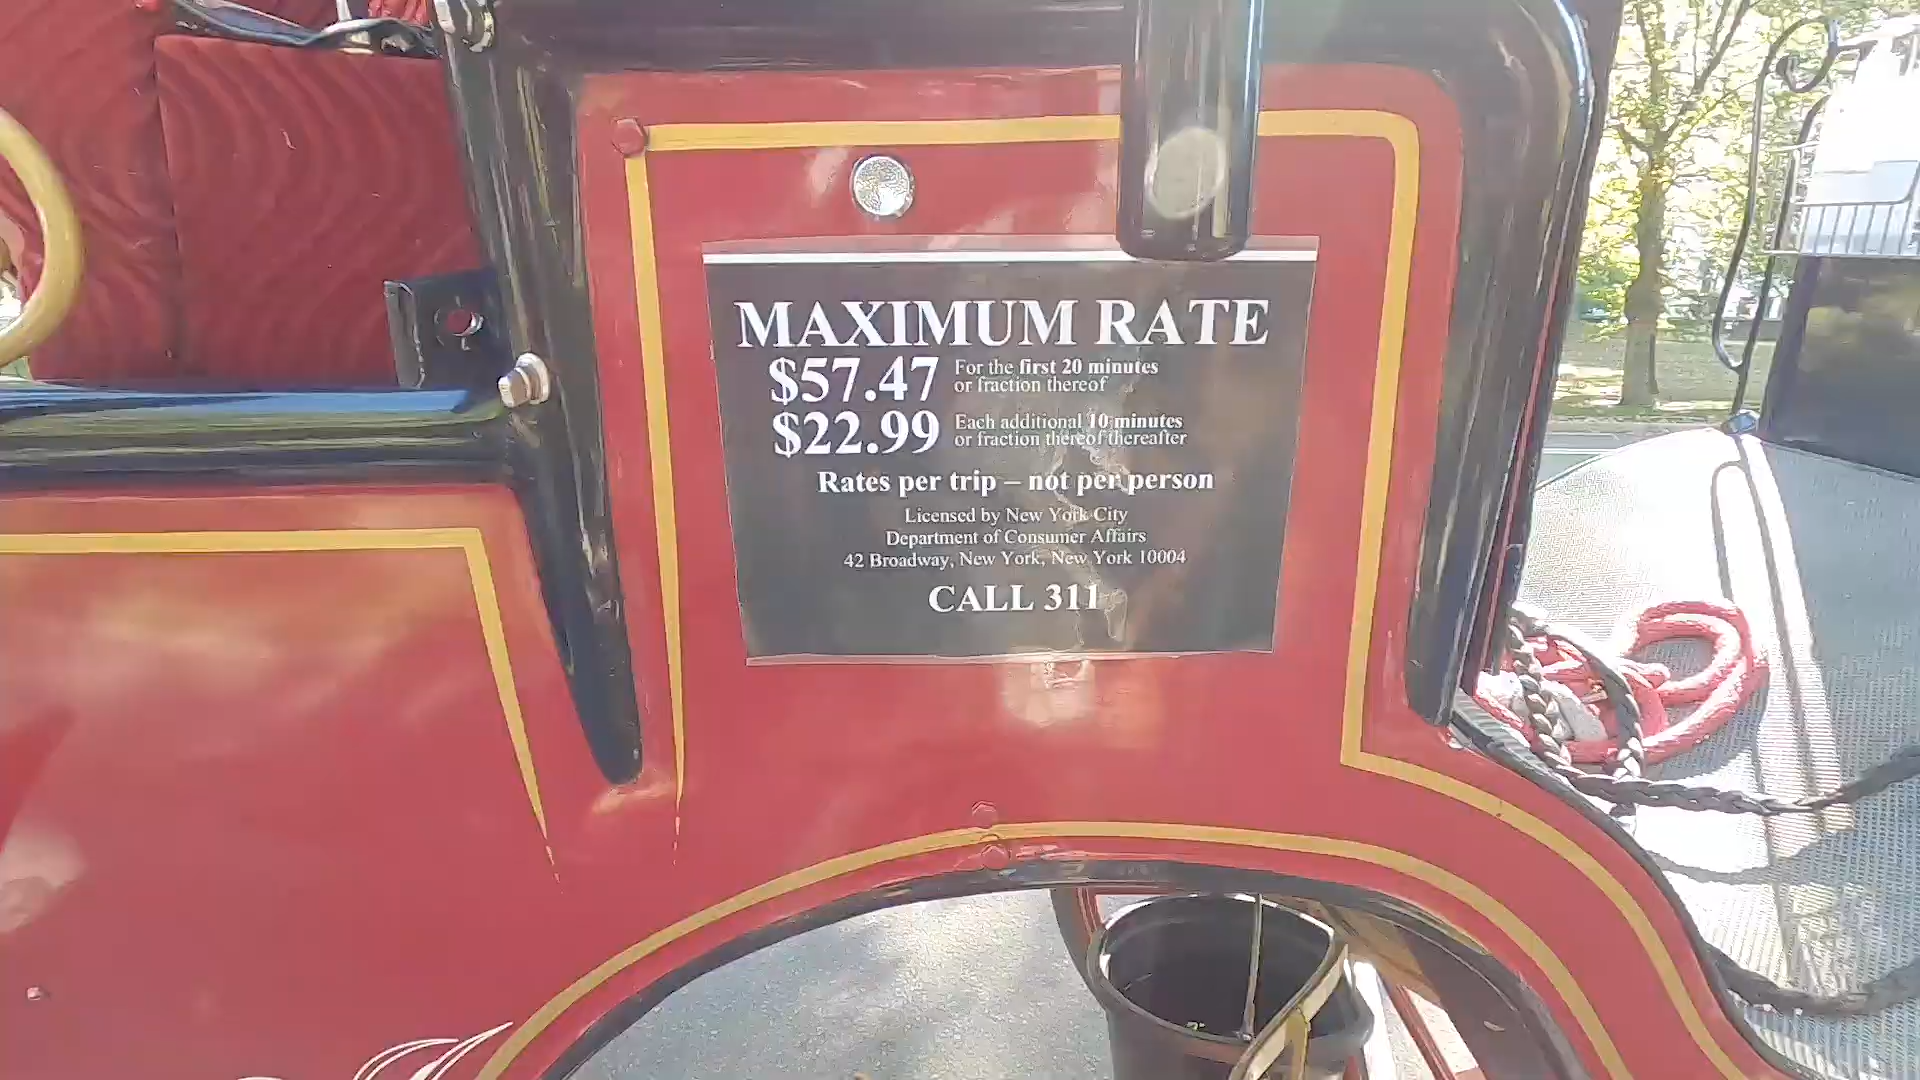 MAXIMUM RATE
$57.47 For the first 20 minutes
or fraction thereof
$22.99 Each additional 10 minutes
or fraction thereof thereafter
Rates per trip – not per person
Licensed by New York City
Department of Consumer Affairs
42 Broadway, New York, New York 10004
CALL 311